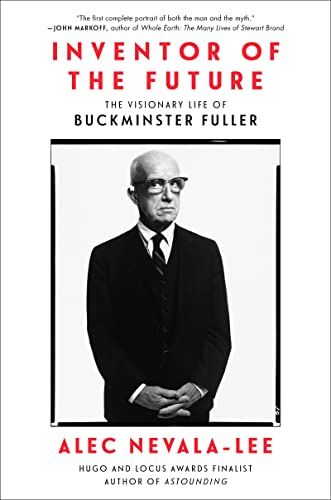 "The first complete portrait of both the man and the myth."
—JOHN MARKOFF, author of Whole Earth: The Many Lives of Stewart Brand
INVENTOR OF
THE FUTURE
THE VISIONARY LIFE OF
BUCKMINSTER FULLER
ALEC NEVALA-LEE
HUGO AND LOCUS AWARDS FINALIST
AUTHOR OF ASTOUNDING